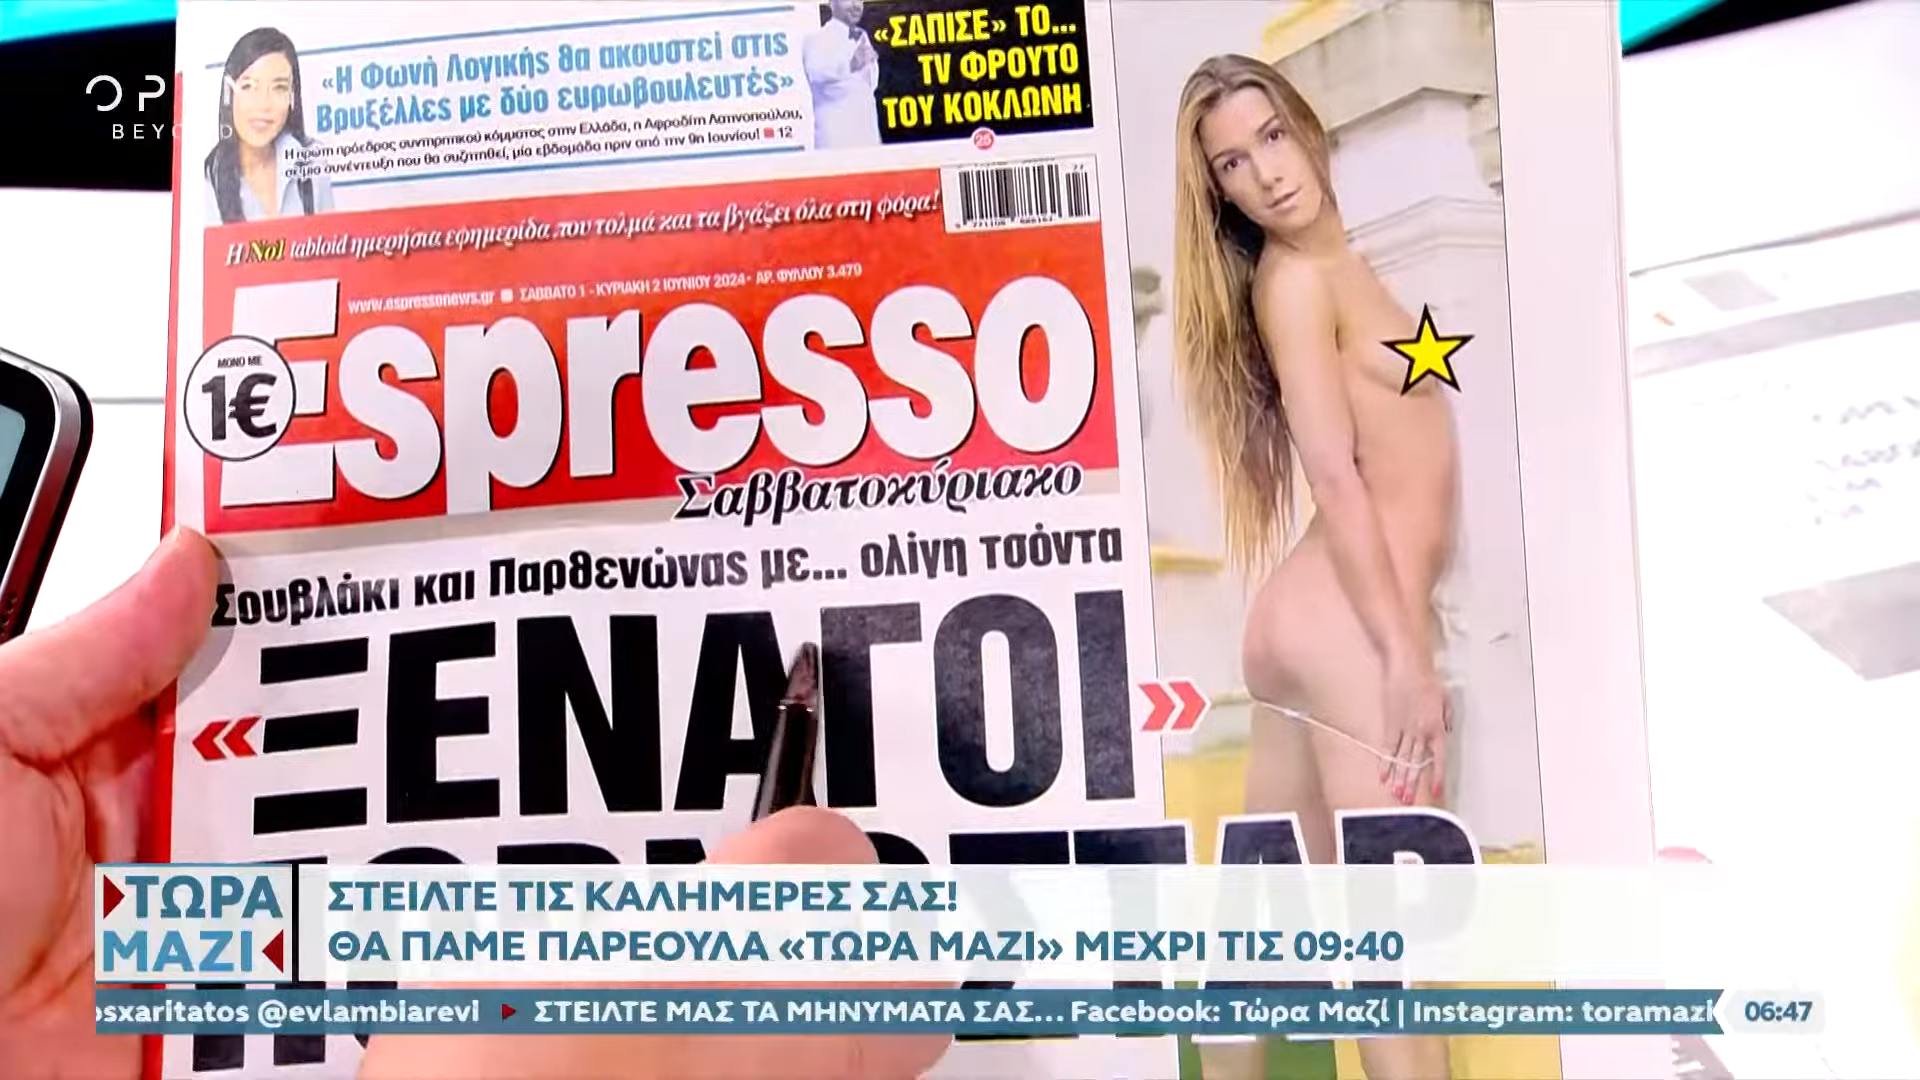 OPEN
BEYOND
«Η Φωνή Λογικής θα ακουστεί στις
Βρυξέλλες με δύο ευρωβουλευτές»
Η πρώτη πρόεδρος συντηρητικού κόμματος στην Ελλάδα, η Αφροδίτη Λατινοπούλου,
σε μια συνέντευξη που θα συζητηθεί, μία εβδομάδα πριν από την 9η Ιουνίου! 12
«ΣΑΠΙΣΕ» ΤΟ...
TV ΦΡΟΥΤΟ
ΤΟΥ ΚΟΚΛΩΝΗ
25
Η Νο1 tabloid ημερήσια εφημερίδα που τολμά και τα βγάζει όλα στη φόρα!
www.espressonews.gr ΣΑΒΒΑΤΟ 1 - ΚΥΡΙΑΚΗ 2 ΙΟΥΝΙΟΥ 2024 • ΑΡ. ΦΥΛΛΟΥ 3.479
ΜΟΝΟ ΜΕ
1€
Espresso
Σαββατοκύριακο
Σουβλάκι και Παρθενώνας με... ολίγη τσόντα
«ΞΕΝΑΓΟΙ»
ΤΩΡΑ
ΜΑΖΙ
ΣΤΕΙΛΤΕ ΤΙΣ ΚΑΛΗΜΕΡΕΣ ΣΑΣ!
ΘΑ ΠΑΜΕ ΠΑΡΕΟΥΛΑ «ΤΩΡΑ ΜΑΖΙ» ΜΕΧΡΙ ΤΙΣ 09:40
osxaritatos @evlambiarevi ΣΤΕΙΛΤΕ ΜΑΣ ΤΑ ΜΗΝΥΜΑΤΑ ΣΑΣ... Facebook: Τώρα Μαζί | Instagram: toramazi
06:47